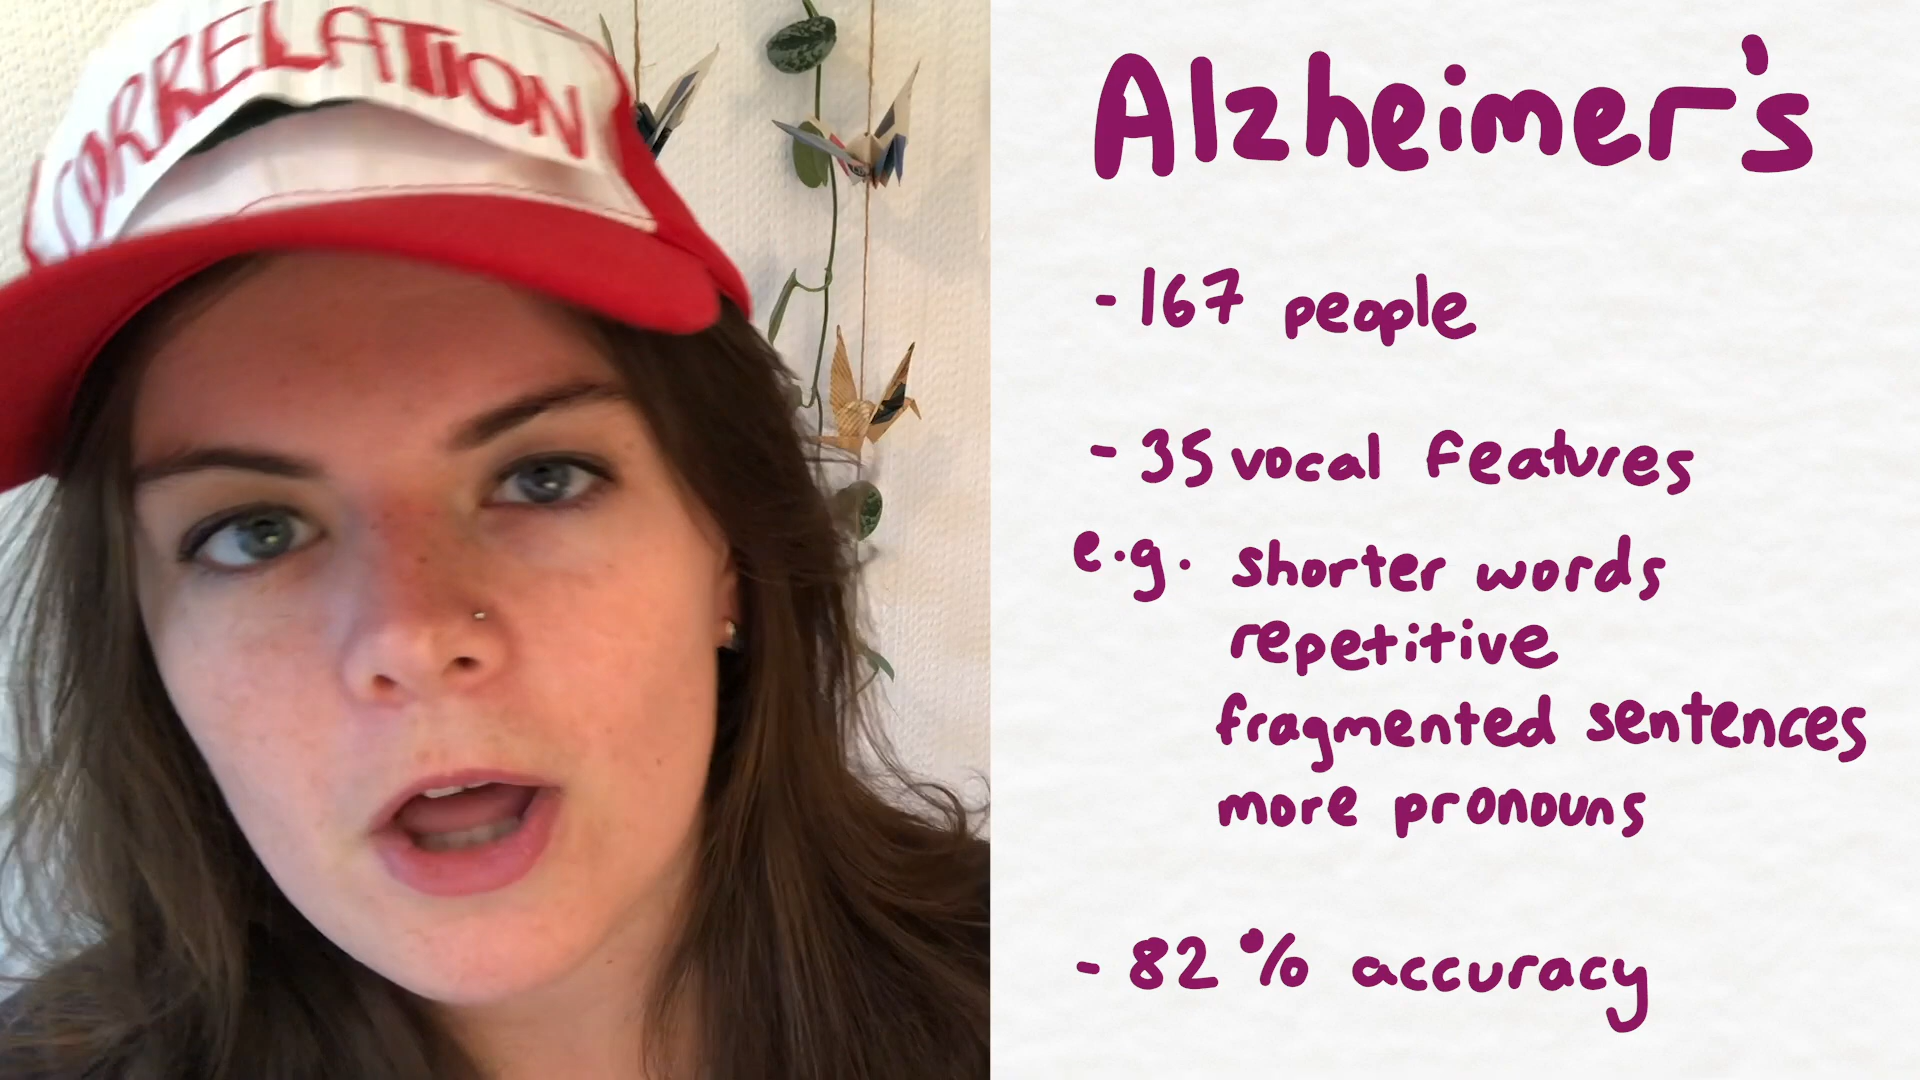 CORRELATION
Alzheimer's
- 167 people
- 35 vocal features
e.g. shorter words
repetitive
fragmented sentences
more pronouns
- 82% accuracy